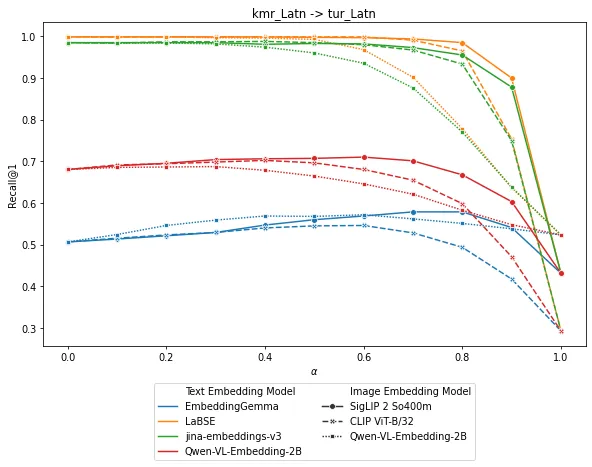 kmr_Latn -> tur_Latn
Recall@1
1.0
0.9
0.8
0.7
0.6
0.5
0.4
0.3
0.0
0.2
0.4
0.6
0.8
1.0
α
Text Embedding Model
EmbeddingGemma
LaBSE
jina-embeddings-v3
Qwen-VL-Embedding-2B
Image Embedding Model
SigLIP 2 So400m
CLIP ViT-B/32
Qwen-VL-Embedding-2B